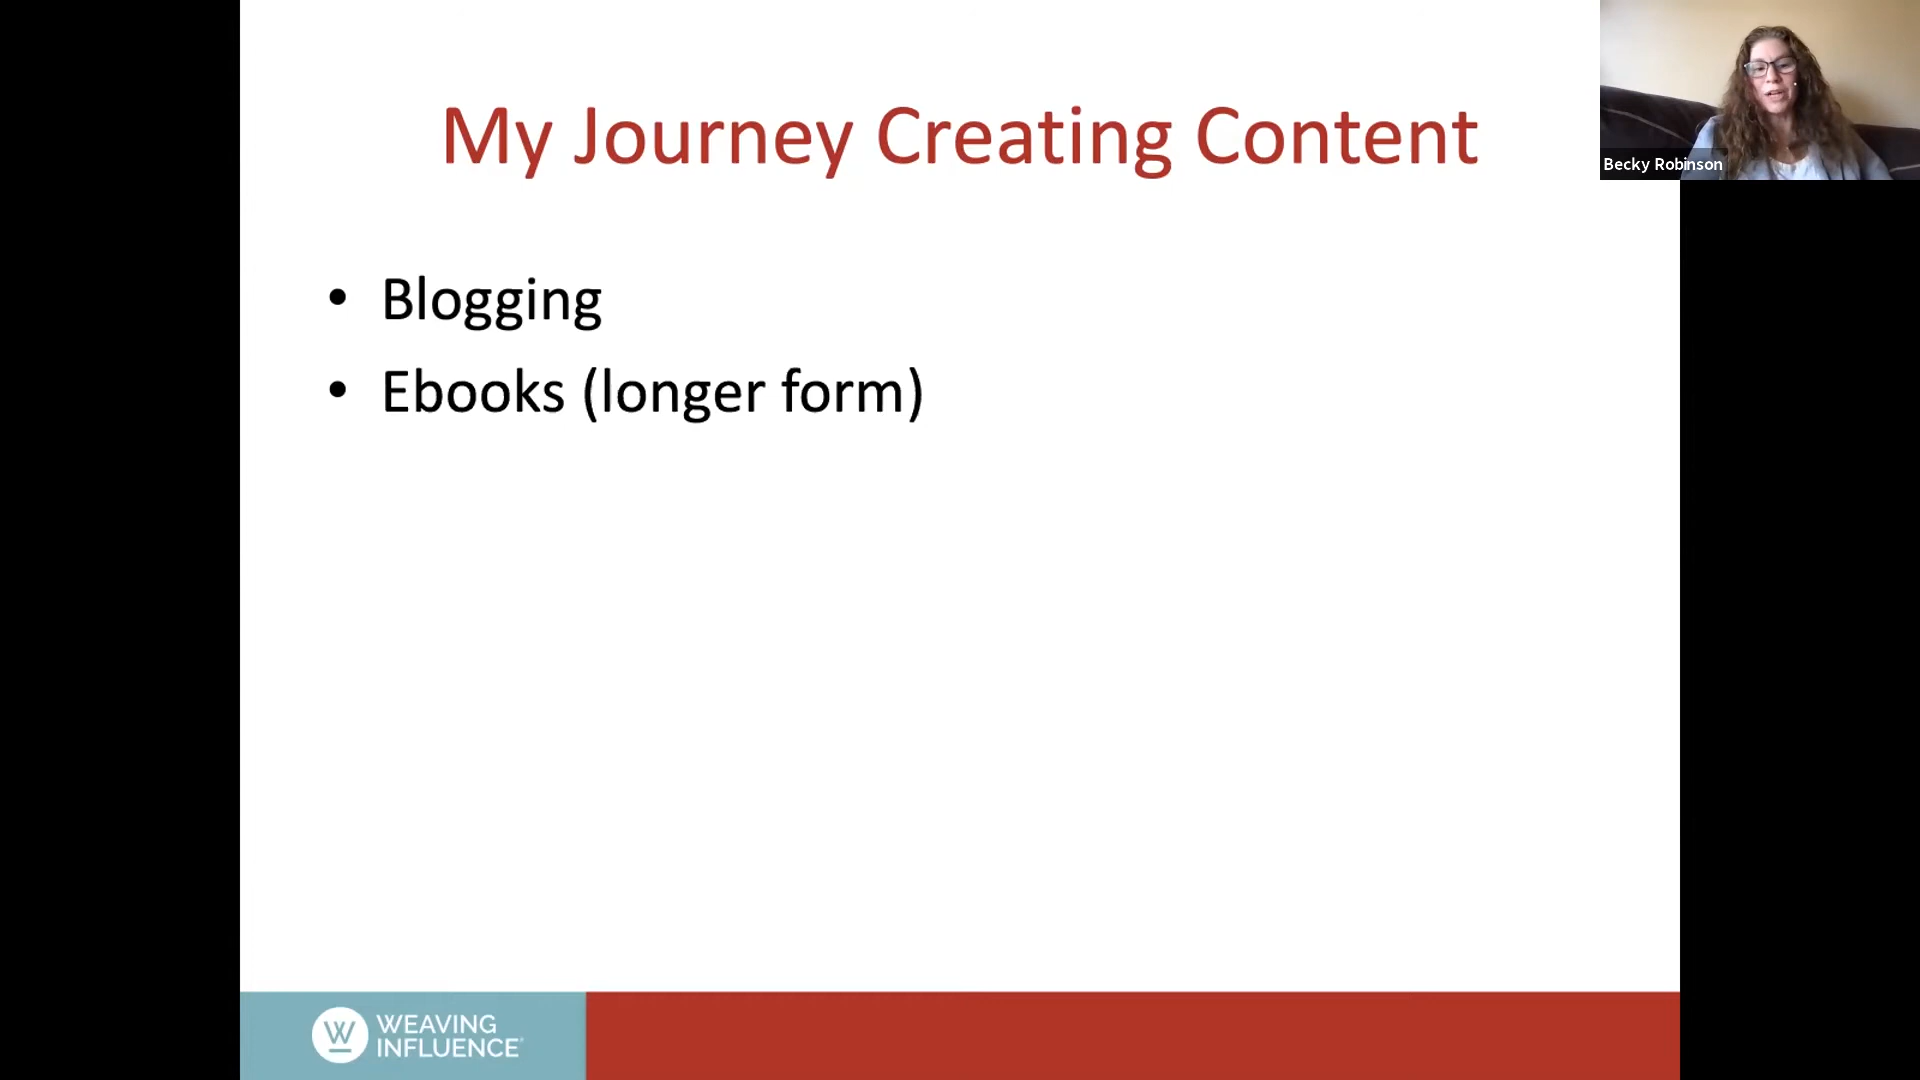 My Journey Creating Content
Becky Robinson
• Blogging
• Ebooks (longer form)
W
WEAVING
INFLUENCE